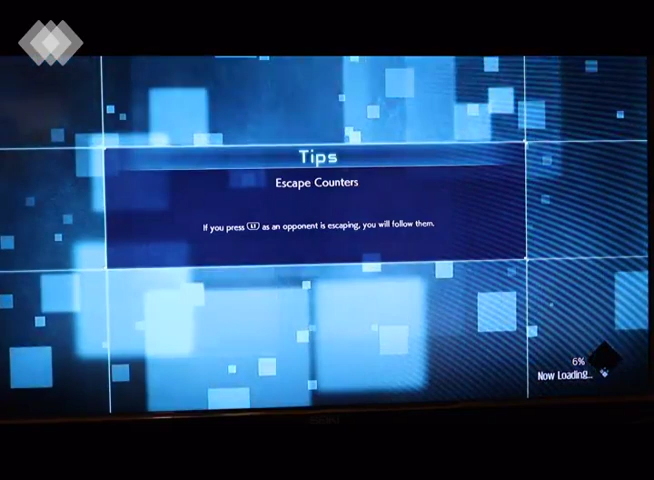 Tips
Escape Counters
If you press as an opponent is escaping, you will follow them.
6%
Now Loading...